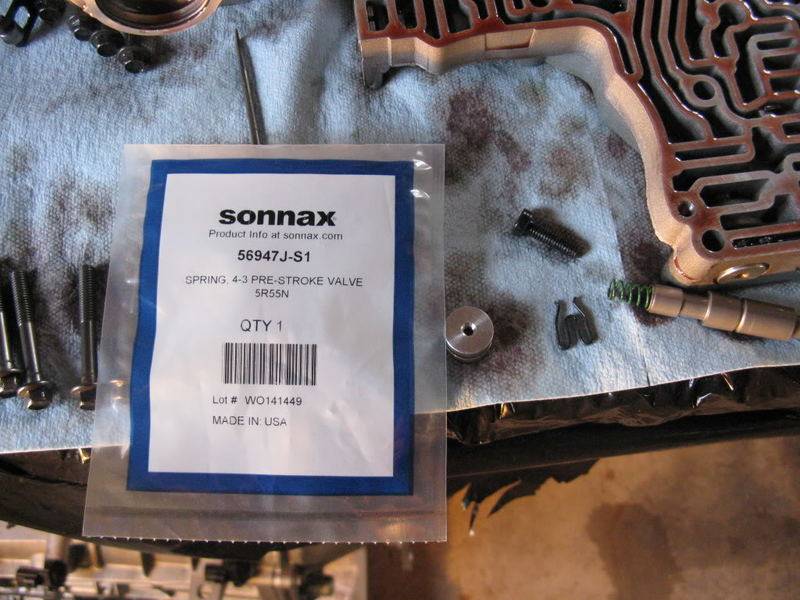 sonnax
Product Info at sonnax.com
56947J-S1
SPRING, 4-3 PRE-STROKE VALVE
5R55N
QTY 1
Lot # WO141449
MADE IN: USA